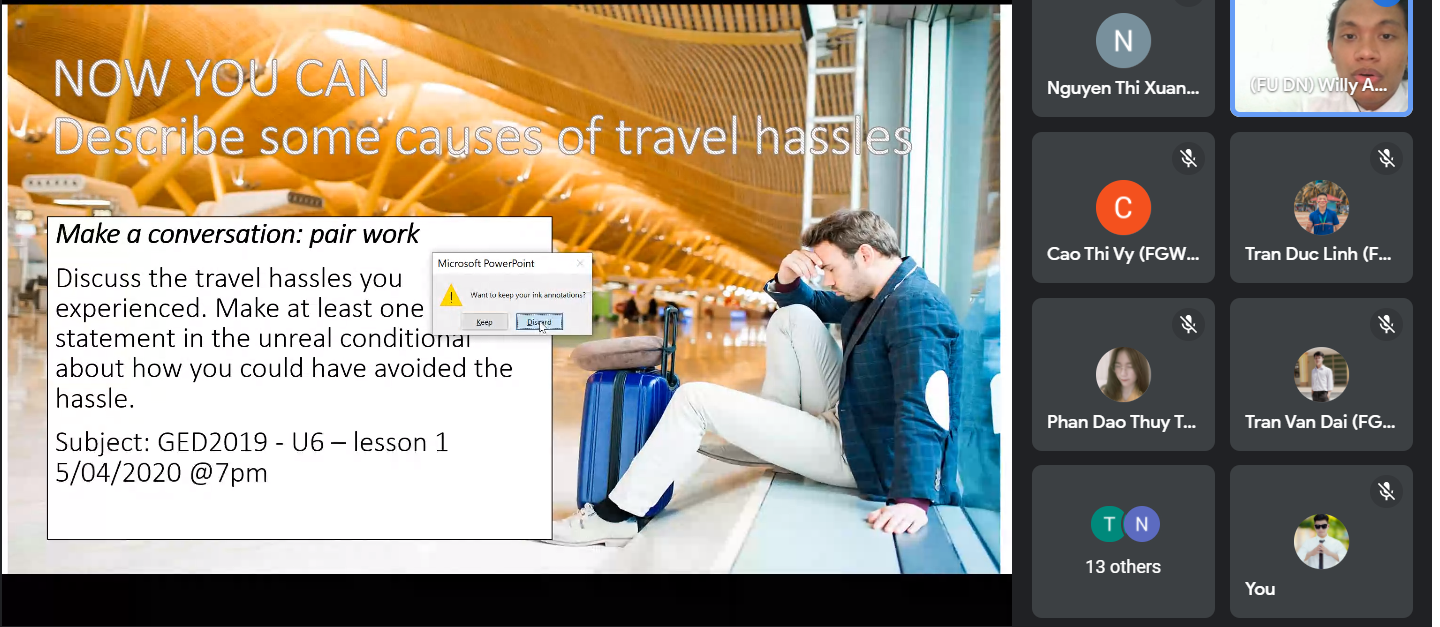 NOW YOU CAN
Describe some causes of travel hassles
Make a conversation: pair work
Discuss the travel hassles you
experienced. Make at least one
statement in the unreal conditional
about how you could have avoided the
hassle.
Subject: GED2019 - U6 – lesson 1
5/04/2020 @7pm
Microsoft PowerPoint
Want to keep your ink annotations?
Keep
Discard
N
Nguyen Thi Xuan...
(FU DN) Willy A...
C
Cao Thi Vy (FGW...
Tran Duc Linh (F...
Phan Dao Thuy T...
Tran Van Dai (FG...
T
N
13 others
You